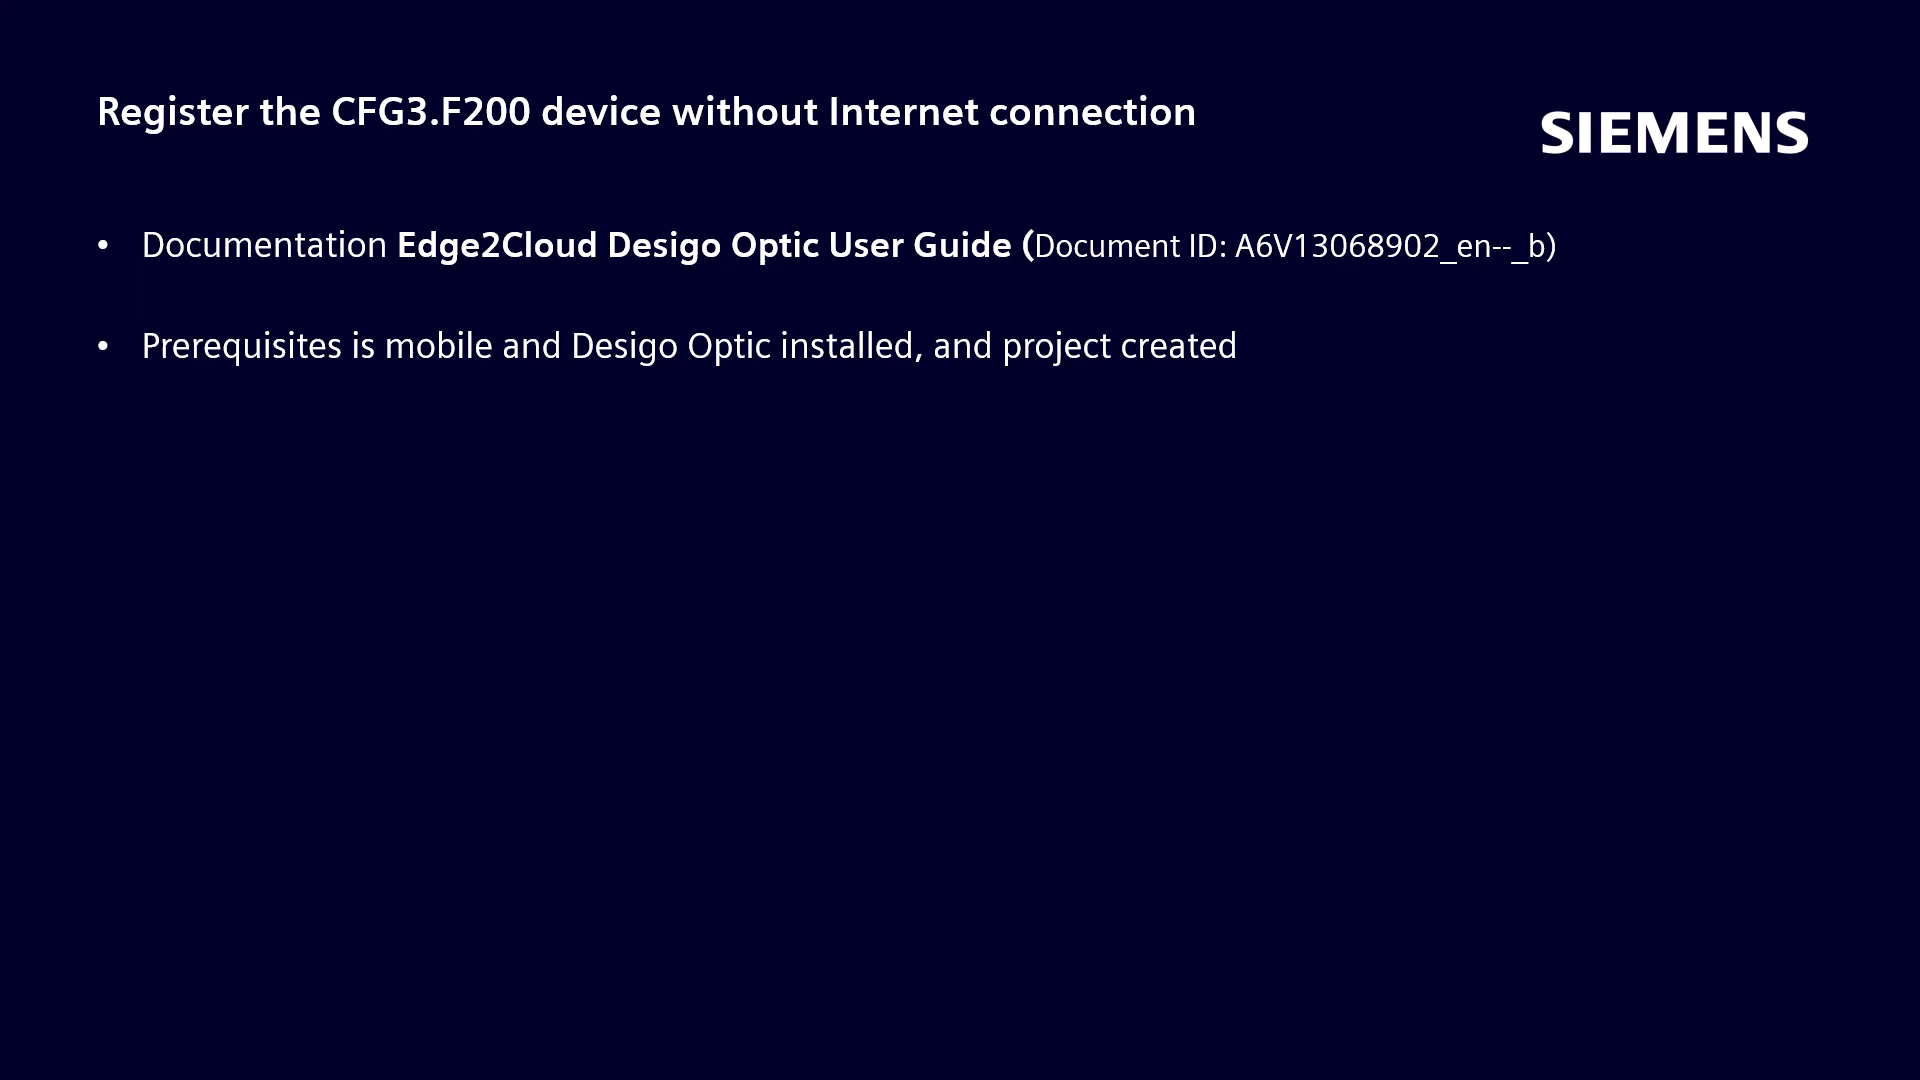 Register the CFG3.F200 device without Internet connection
SIEMENS
• Documentation Edge2Cloud Desigo Optic User Guide (Document ID: A6V13068902_en--_b)
• Prerequisites is mobile and Desigo Optic installed, and project created